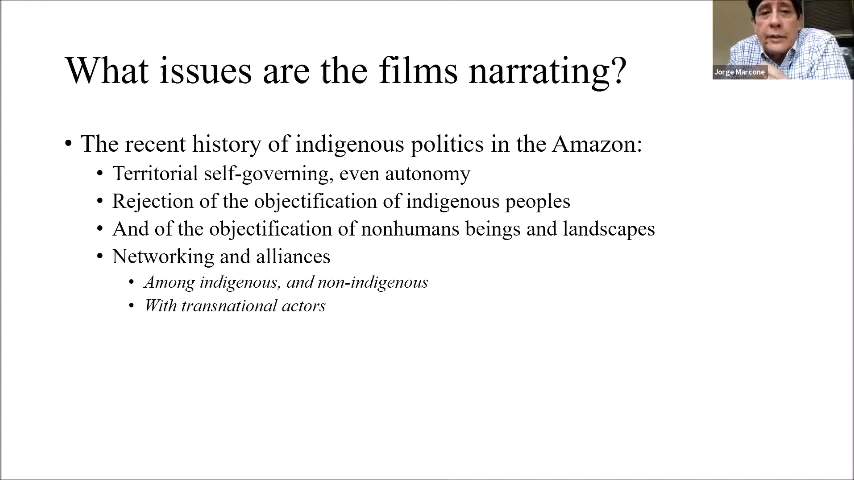 What issues are the films narrating?
Jorge Marcone
• The recent history of indigenous politics in the Amazon:
• Territorial self-governing, even autonomy
• Rejection of the objectification of indigenous peoples
• And of the objectification of nonhumans beings and landscapes
• Networking and alliances
• Among indigenous, and non-indigenous
• With transnational actors